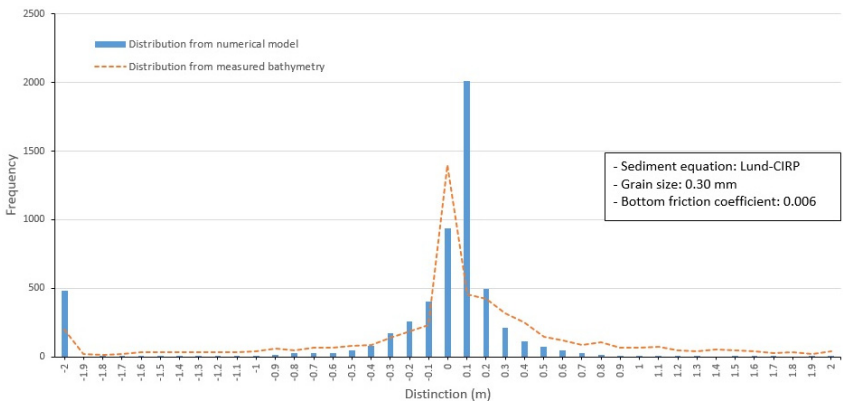 2500
2000
1500
1000
500
0
Frequency
Distribution from numerical model
Distribution from measured bathymetry
- Sediment equation: Lund-CIRP
- Grain size: 0.30 mm
- Bottom friction coefficient: 0.006
-2 -1.9 -1.8 -1.7 -1.6 -1.5 -1.4 -1.3 -1.2 -1.1 -1 -0.9 -0.8 -0.7 -0.6 -0.5 -0.4 -0.3 -0.2 -0.1 0 0.1 0.2 0.3 0.4 0.5 0.6 0.7 0.8 0.9 1 1.1 1.2 1.3 1.4 1.5 1.6 1.7 1.8 1.9 2
Distinction (m)